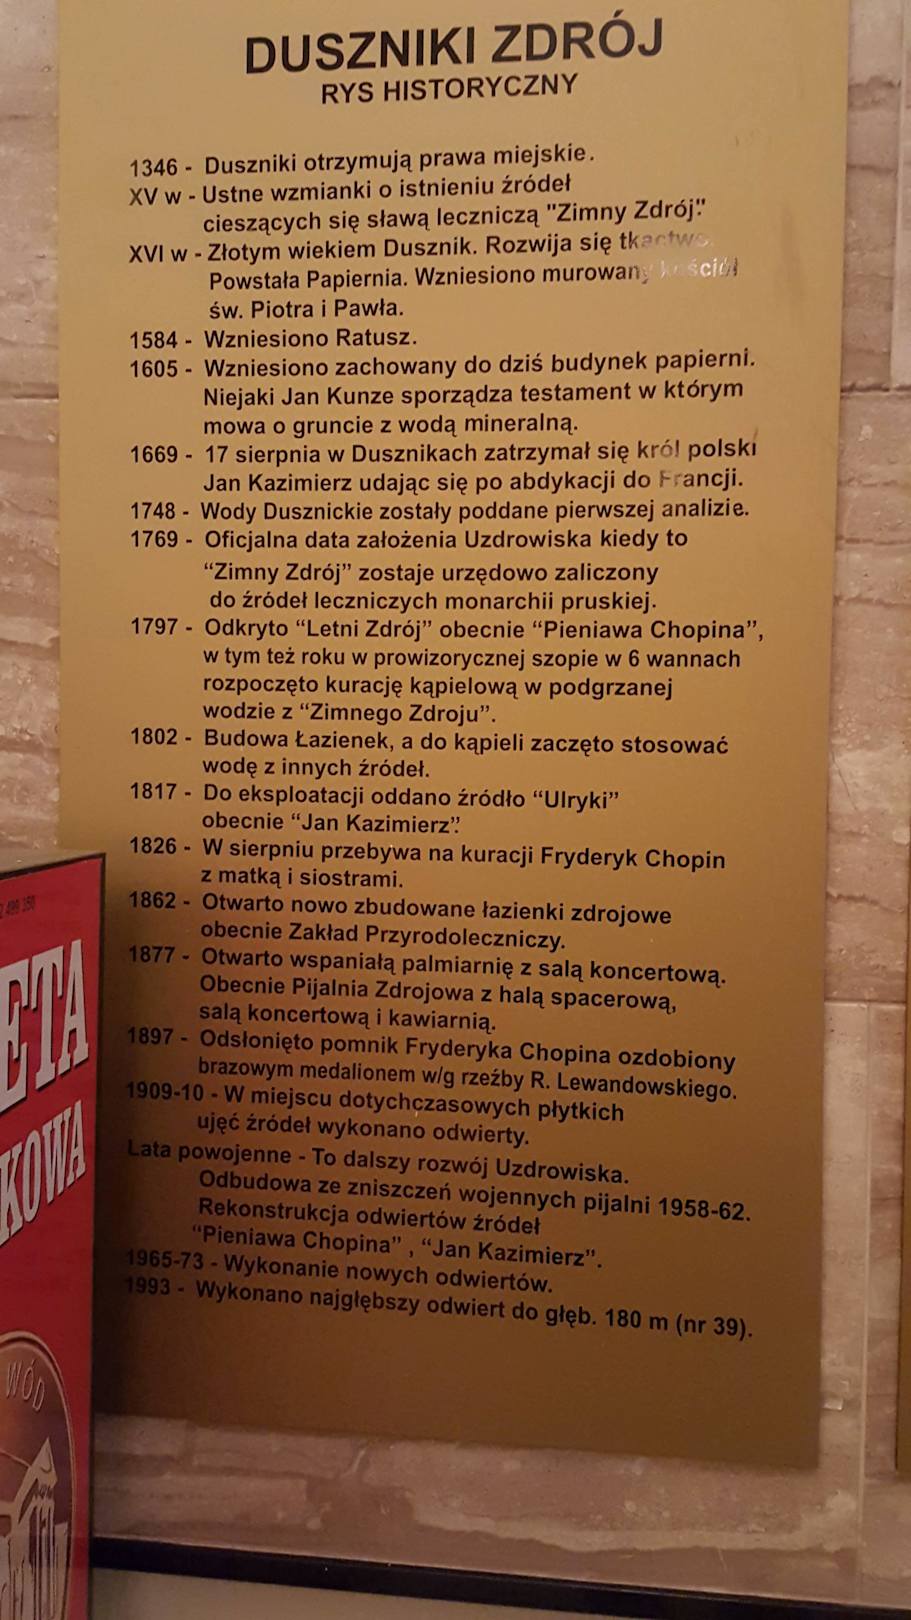 DUSZNIKI ZDRÓJ
RYS HISTORYCZNY
1346 - Duszniki otrzymują prawa miejskie.
XV w - Ustne wzmianki o istnieniu źródeł
cieszących się sławą leczniczą "Zimny Zdrój".
XVI w - Złotym wiekiem Dusznik. Rozwija się tkactwo.
Powstała Papiernia. Wzniesiono murowany kościół
św. Piotra i Pawła.
1584 - Wzniesiono Ratusz.
1605 - Wzniesiono zachowany do dziś budynek papierni.
Niejaki Jan Kunze sporządza testament w którym
mowa o gruncie z wodą mineralną.
1669 - 17 sierpnia w Dusznikach zatrzymał się król polski
Jan Kazimierz udając się po abdykacji do Francji.
1748 - Wody Dusznickie zostały poddane pierwszej analizie.
1769 - Oficjalna data założenia Uzdrowiska kiedy to
“Zimny Zdrój” zostaje urzędowo zaliczony
do źródeł leczniczych monarchii pruskiej.
1797 - Odkryto “Letni Zdrój” obecnie “Pieniawa Chopina”,
w tym też roku w prowizorycznej szopie w 6 wannach
rozpoczęto kurację kąpielową w podgrzanej
wodzie z “Zimnego Zdroju”.
1802 - Budowa Łazienek, a do kąpieli zaczęto stosować
wodę z innych źródeł.
1817 - Do eksploatacji oddano źródło “Ulryki”
obecnie “Jan Kazimierz”.
1826 - W sierpniu przebywa na kuracji Fryderyk Chopin
z matką i siostrami.
1862 - Otwarto nowo zbudowane łazienki zdrojowe
obecnie Zakład Przyrodoleczniczy.
1877 - Otwarto wspaniałą palmiarnię z salą koncertową.
Obecnie Pijalnia Zdrojowa z halą spacerową,
salą koncertową i kawiarnią.
1897 - Odsłonięto pomnik Fryderyka Chopina ozdobiony
brazowym medalionem w/g rzeźby R. Lewandowskiego.
1909-10 - W miejscu dotychczasowych płytkich
ujęć źródeł wykonano odwierty.
Lata powojenne - To dalszy rozwój Uzdrowiska.
Odbudowa ze zniszczeń wojennych pijalni 1958-62.
Rekonstrukcja odwiertów źródeł
“Pieniawa Chopina” , “Jan Kazimierz”.
1965-73 - Wykonanie nowych odwiertów.
1993 - Wykonano najgłębszy odwiert do głęb. 180 m (nr 39).
ETA
KOWA
WÓD